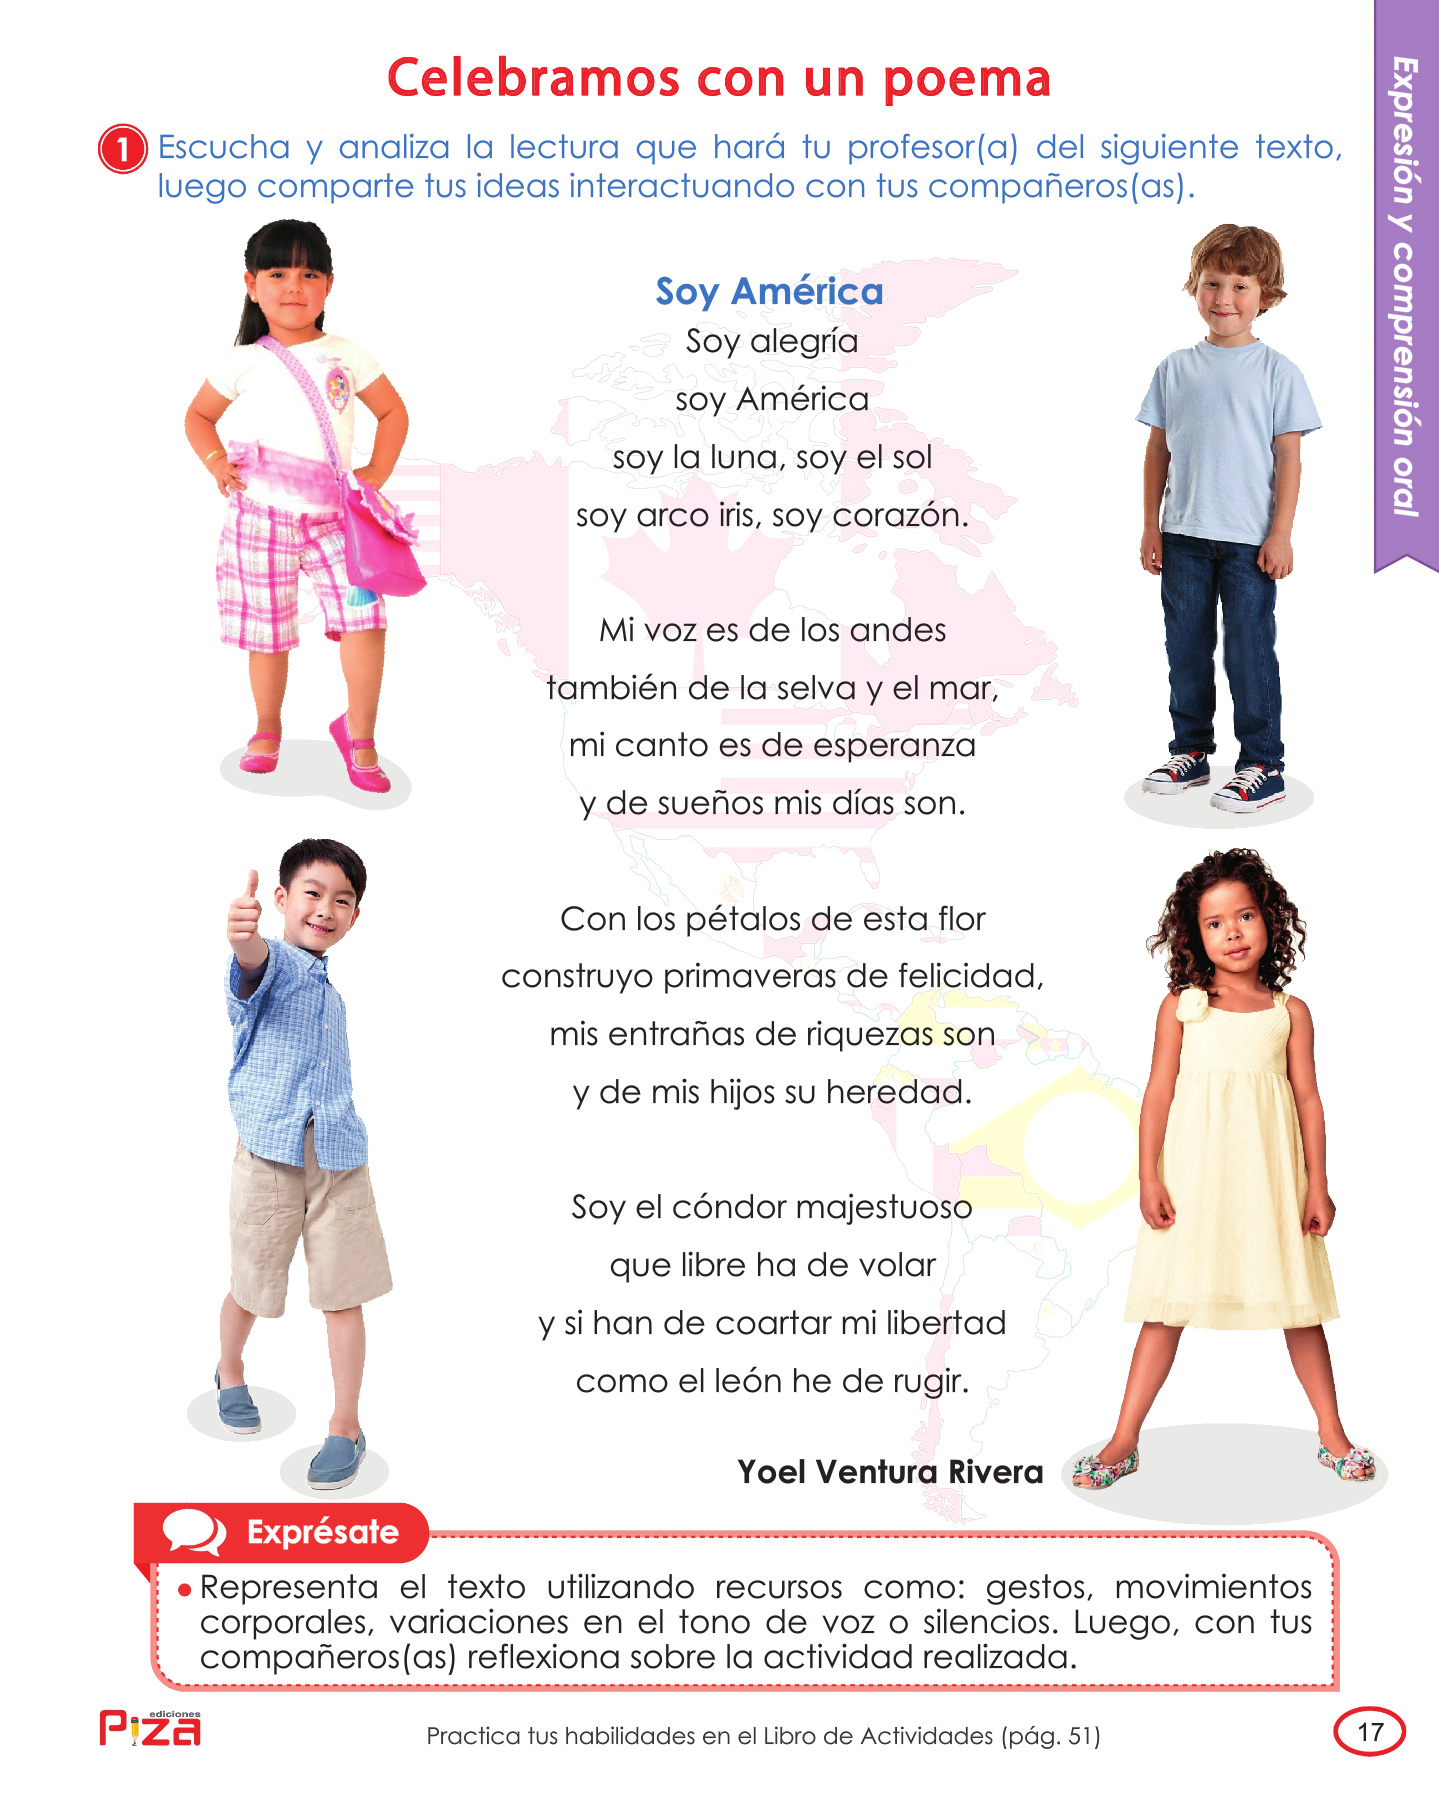 Celebramos con un poema
1 Escucha y analiza la lectura que hará tu profesor(a) del siguiente texto,
luego comparte tus ideas interactuando con tus compañeros(as).
Expresión y comprensión oral
Soy América
Soy alegría
soy América
soy la luna, soy el sol
soy arco iris, soy corazón.
Mi voz es de los andes
también de la selva y el mar,
mi canto es de esperanza
y de sueños mis días son.
Con los pétalos de esta flor
construyo primaveras de felicidad,
mis entrañas de riquezas son
y de mis hijos su heredad.
Soy el cóndor majestuoso
que libre ha de volar
y si han de coartar mi libertad
como el león he de rugir.
Yoel Ventura Rivera
Exprésate
• Representa el texto utilizando recursos como: gestos, movimientos
corporales, variaciones en el tono de voz o silencios. Luego, con tus
compañeros(as) reflexiona sobre la actividad realizada.
ediciones
Piza
Practica tus habilidades en el Libro de Actividades (pág. 51)
17